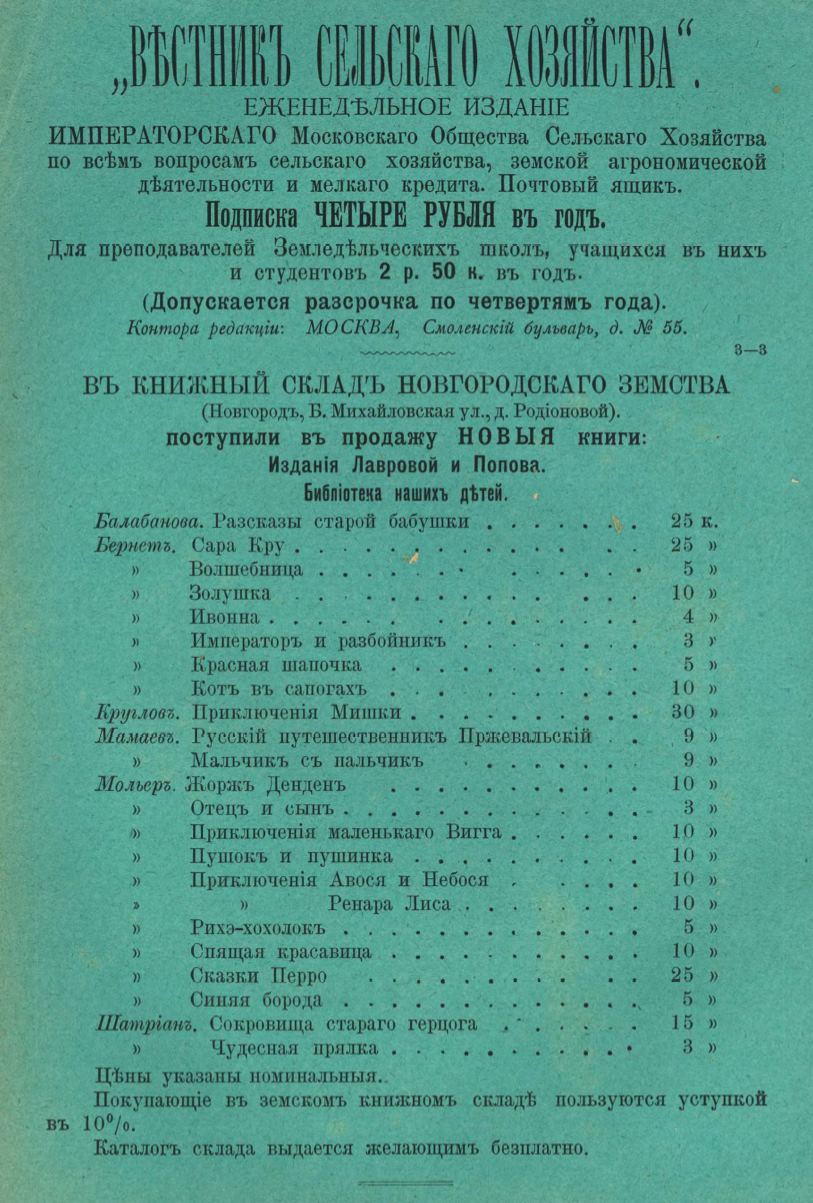 „ВѢСТНИКЪ СЕЛЬСКАГО ХОЗЯЙСТВА“.
ЕЖЕНЕДѢЛЬНОЕ ИЗДАНІЕ
ИМПЕРАТОРСКАГО Московскаго Общества Сельскаго Хозяйства
по всѣмъ вопросамъ сельскаго хозяйства, земской агрономической
дѣятельности и мелкаго кредита. Почтовый ящикъ.
Подписка ЧЕТЫРЕ РУБЛЯ въ годъ.
Для преподавателей Земледѣльческихъ школъ, учащихся въ нихъ
и студентовъ 2 р. 50 к. въ годъ.
(Допускается разсрочка по четвертямъ года).
Контора редакціи: МОСКВА, Смоленскій бульваръ, д. № 55.
3—3
ВЪ КНИЖНЫЙ СКЛАДЪ НОВГОРОДСКАГО ЗЕМСТВА
(Новгородъ, Б. Михайловская ул., д. Родіоновой).
поступили въ продажу НОВЫЯ книги:
Изданія Лавровой и Попова.
Библіотека нашихъ дѣтей.
Балабанова. Разсказы старой бабушки . . . . . . . 25 к.
Бернетъ. Сара Кру . . . . . . . . . . . . . . 25 »
» Волшебница . . . . . . . . . . . . . 5 »
» Золушка . . . . . . . . . . . . . . 10 »
» Ивонна . . . . . . . . . . . . . . . 4 »
» Императоръ и разбойникъ . . . . . . . . 3 »
» Красная шапочка . . . . . . . . . . . 5 »
» Котъ въ сапогахъ . . . . . . . . . . . 10 »
Кругловъ. Приключенія Мишки . . . . . . . . . . 30 »
Мамаевъ. Русскій путешественникъ Пржевальскій . . 9 »
» Мальчикъ съ пальчикъ . . . . . . . . 9 »
Мольеръ. Жоржъ Денденъ . . . . . . . . . . . 10 »
» Отецъ и сынъ . . . . . . . . . . . . . 3 »
» Приключенія маленькаго Вигга . . . . . . 10 »
» Пушокъ и пушинка . . . . . . . . . . 10 »
» Приключенія Авося и Небося . . . . . . 10 »
» » Ренара Лиса . . . . . . . . 10 »
» Рихэ-хохолокъ . . . . . . . . . . . . . 5 »
» Спящая красавица . . . . . . . . . . . 10 »
» Сказки Перро . . . . . . . . . . . . 25 »
» Синяя борода . . . . . . . . . . . . . 5 »
Шатріанъ. Сокровища стараго герцога . . . . . . 15 »
» Чудесная прялка . . . . . . . . . . . 3 »
Цѣны указаны номинальныя.
Покупающіе въ земскомъ книжномъ складѣ пользуются уступкой
въ 10%.
Каталогъ склада выдается желающимъ безплатно.